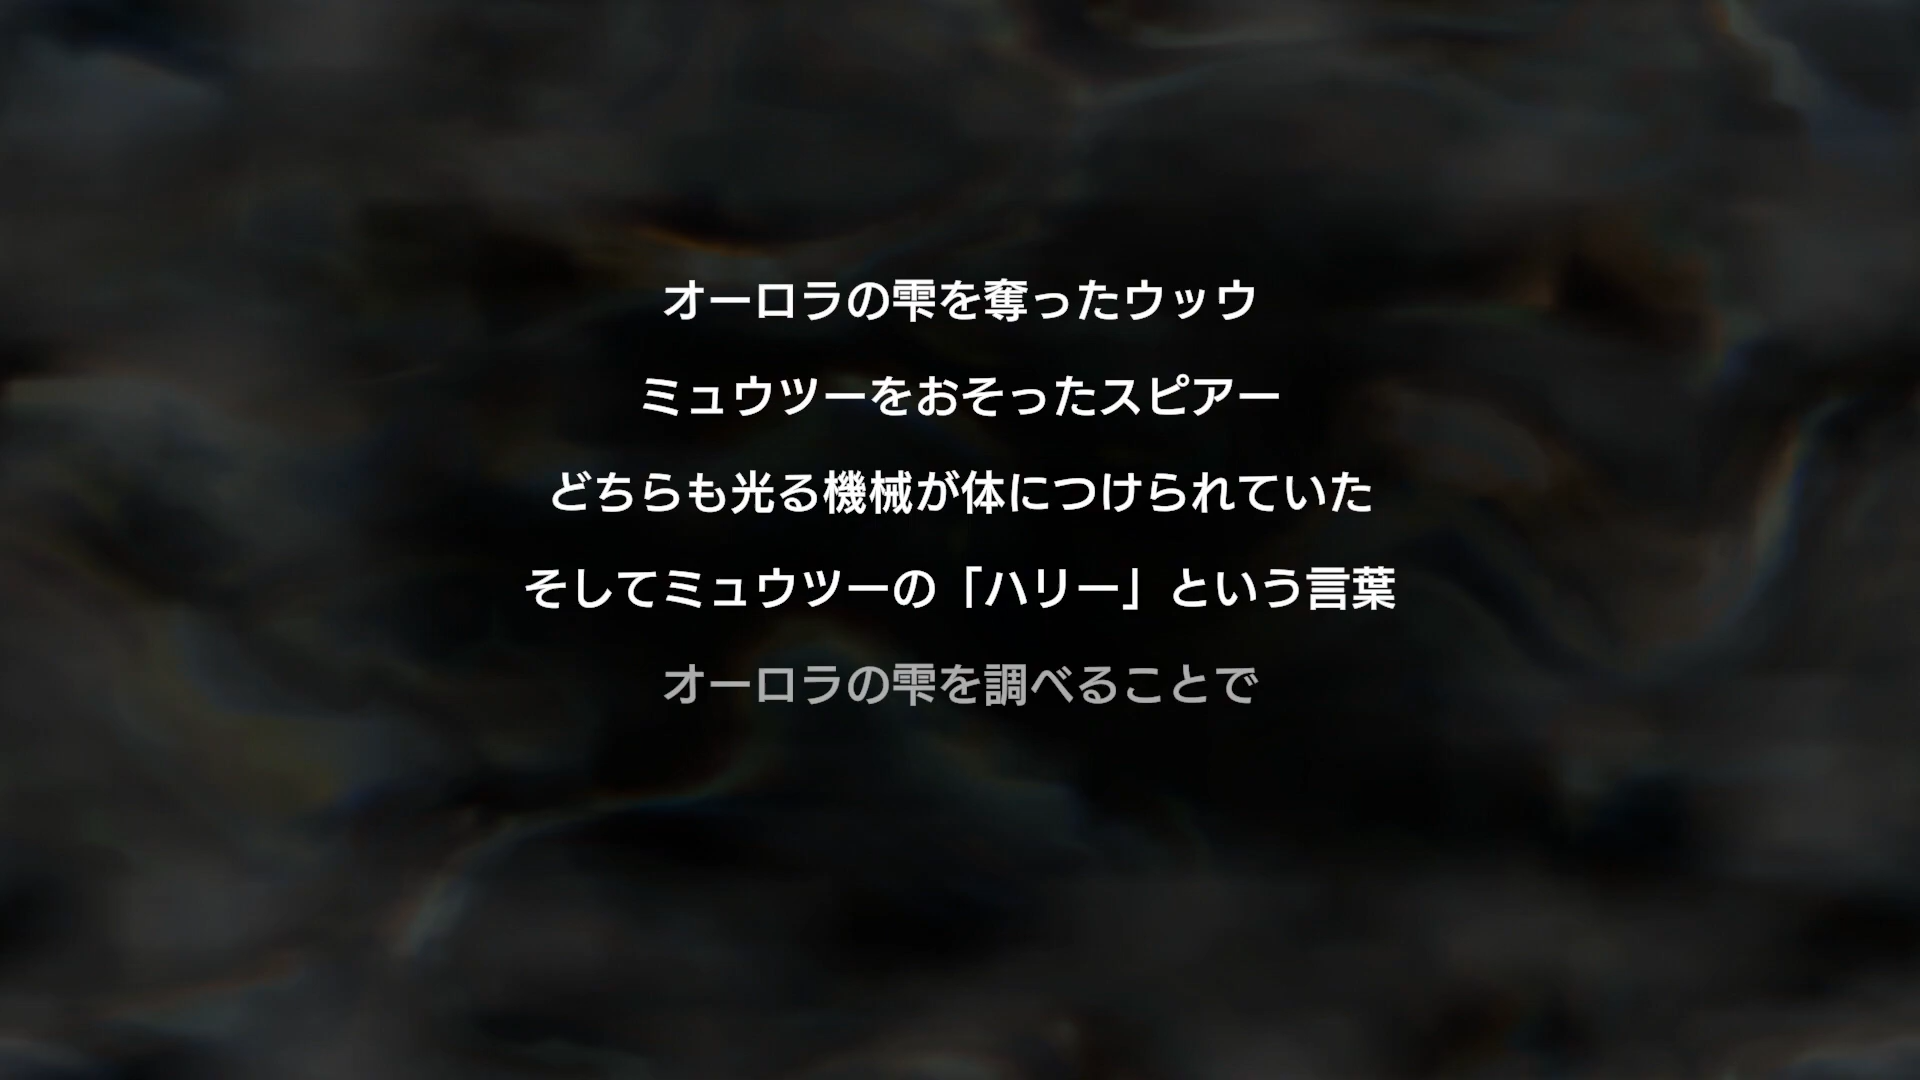 オーロラの雫を奪ったウッウ
ミュウツーをおそったスピアー
どちらも光る機械が体につけられていた
そしてミュウツーの「ハリー」という言葉
オーロラの雫を調べることで